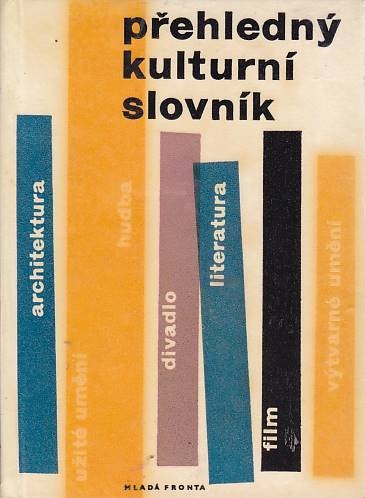 přehledný
kulturní
slovník
architektura
užité umění
hudba
divadlo
literatura
film
výtvarné umění
MLADÁ FRONTA